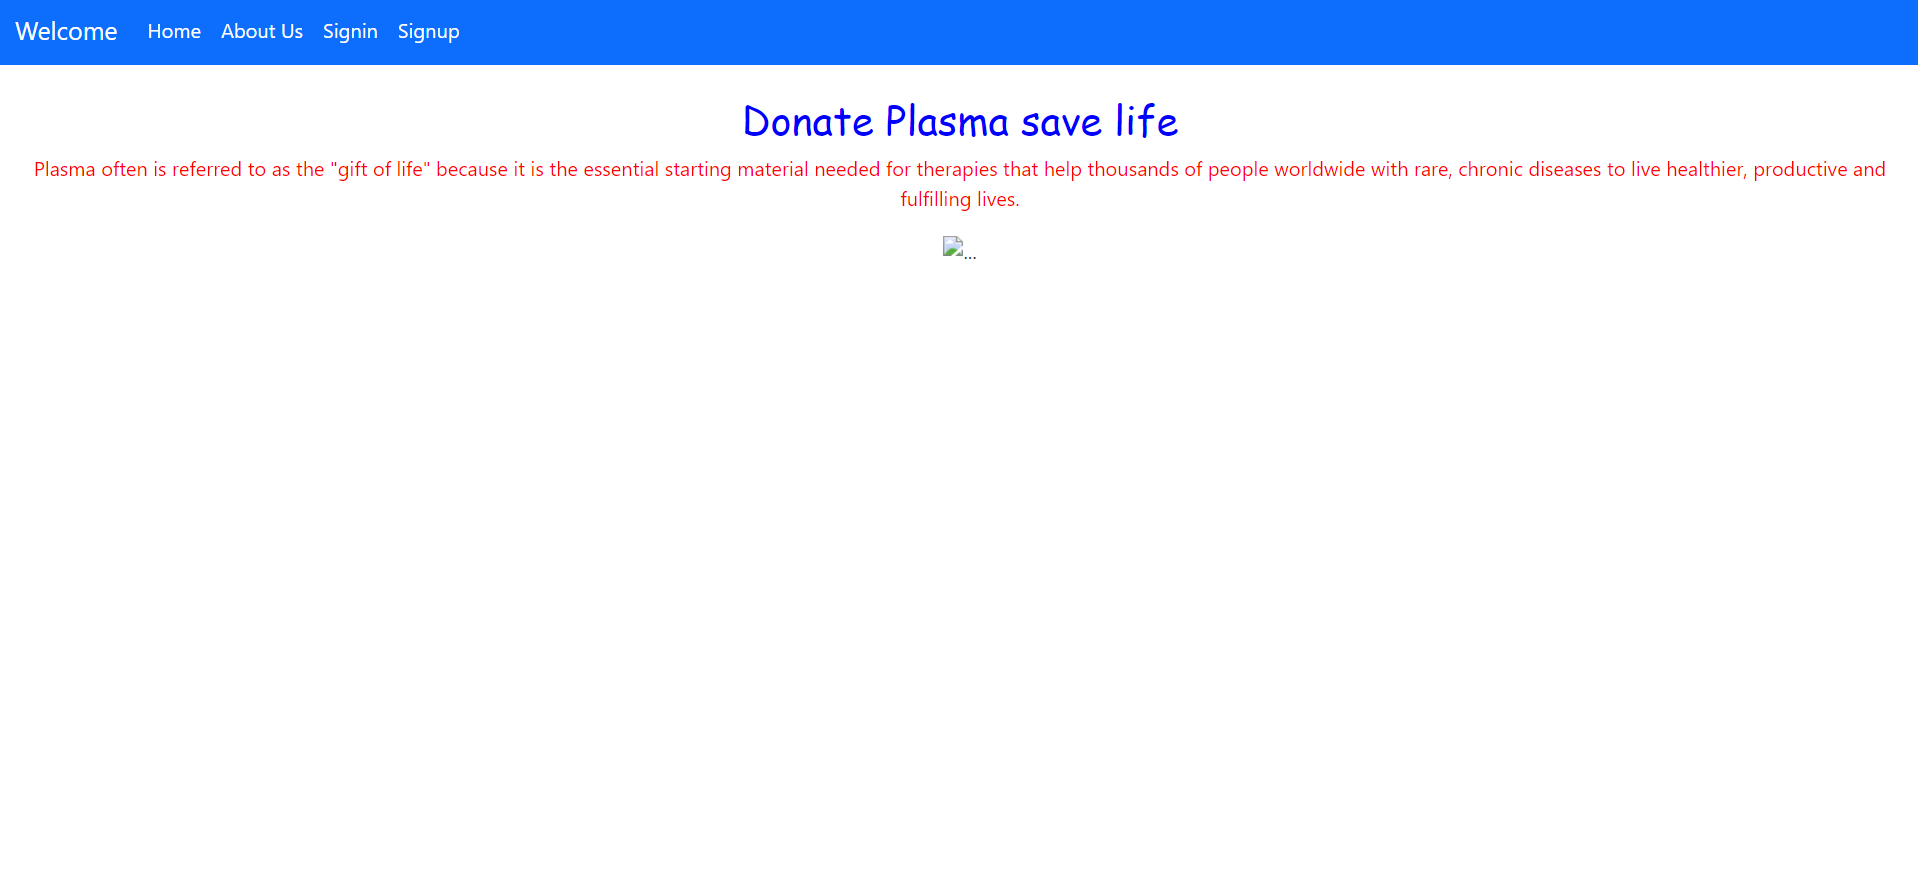 Welcome Home About Us Signin Signup
Donate Plasma save life
Plasma often is referred to as the "gift of life" because it is the essential starting material needed for therapies that help thousands of people worldwide with rare, chronic diseases to live healthier, productive and
fulfilling lives.
...